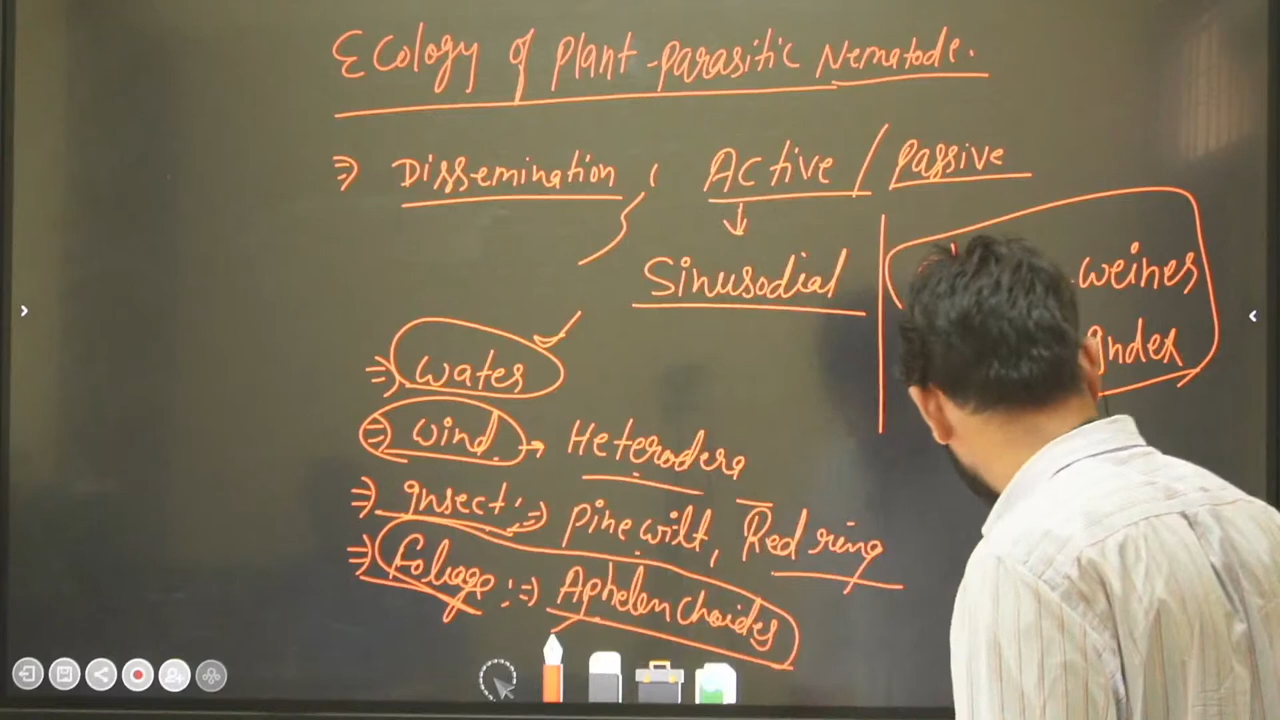 Ecology of Plant-parasitic Nematode.
⇒ Dissemination, Active / Passive
Sinusodial
weines
Index
⇒ water
⇒ wind → Heterodera
⇒ Insect: ⇒ Pine wilt, Red ring
⇒ Foliage: ⇒ Aphelenchoides